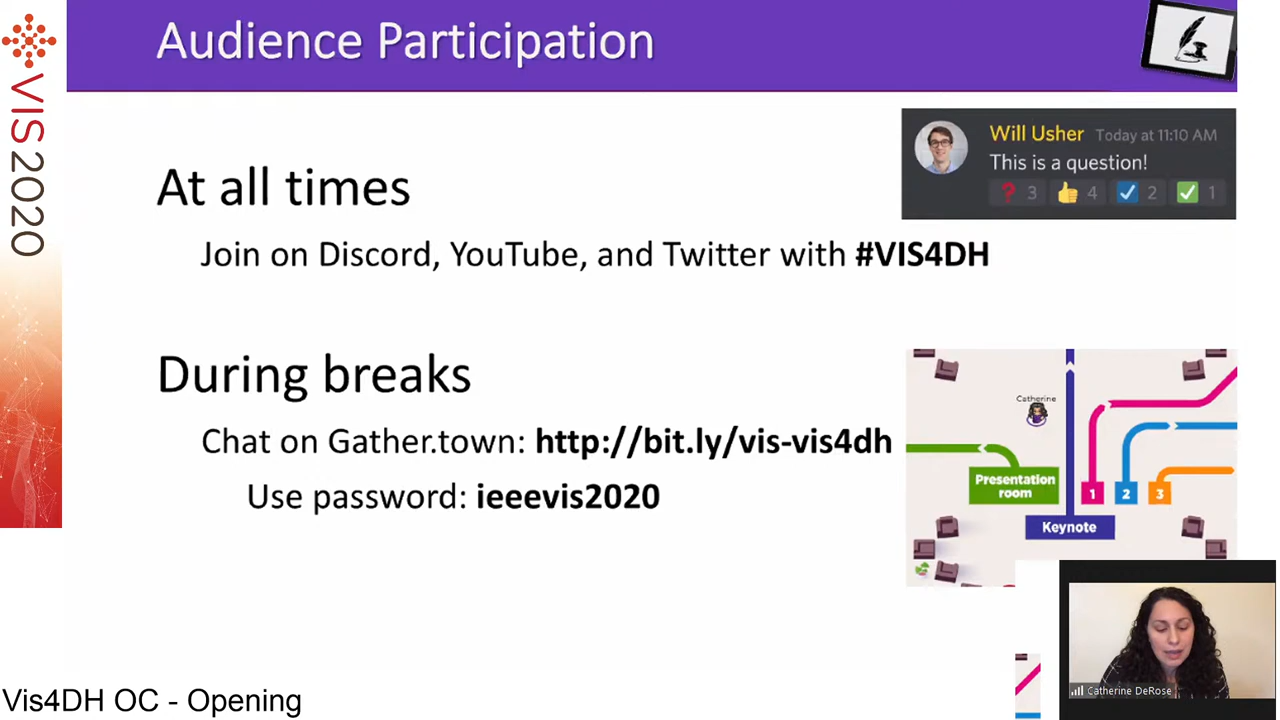 Audience Participation
VIS2020
Will Usher Today at 11:10 AM
This is a question!
3 4 2 1
At all times
Join on Discord, YouTube, and Twitter with #VIS4DH
During breaks
Catherine
Chat on Gather.town: http://bit.ly/vis-vis4dh
Use password: ieeevis2020
Presentation
room
1 2 3
Keynote
Catherine DeRose
Vis4DH OC - Opening